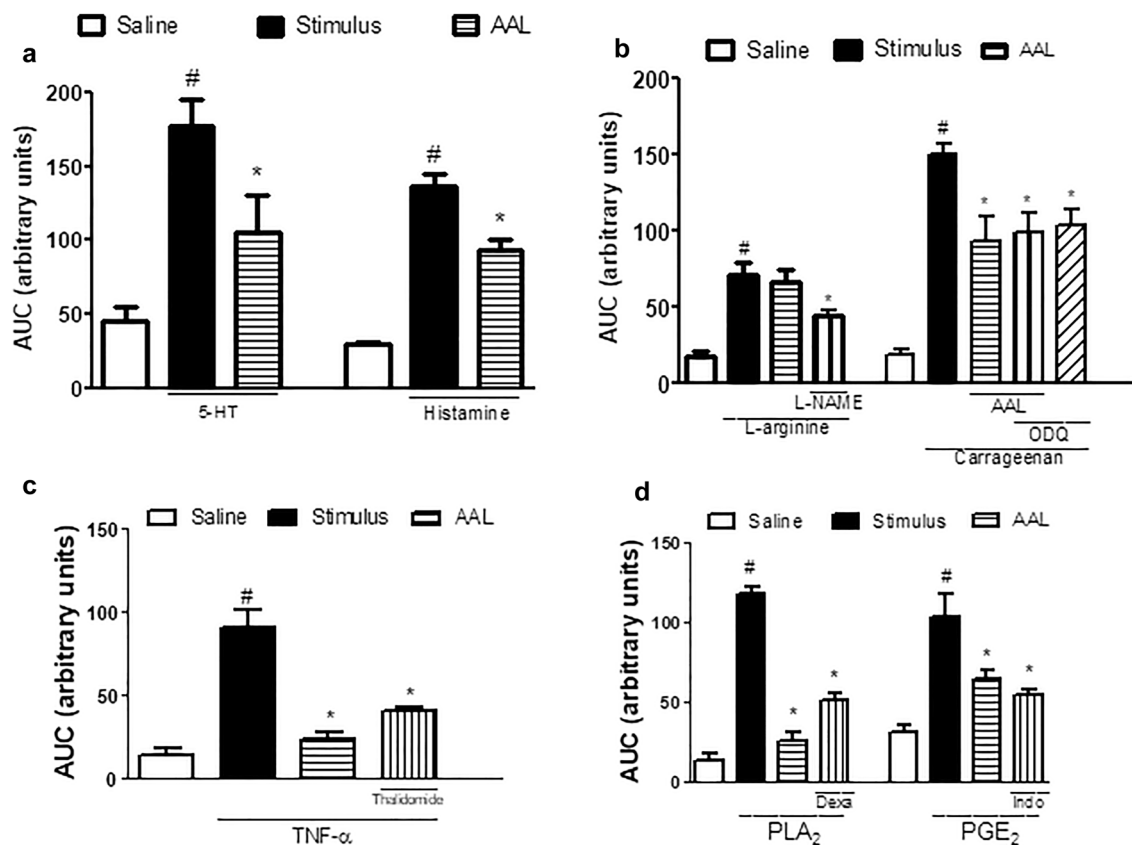 a
Saline Stimulus AAL
AUC (arbitrary units)
200
150
100
50
0
# * # *
5-HT Histamine
b
Saline Stimulus AAL
AUC (arbitrary units)
200
150
100
50
0
# * # * * *
L-NAME AAL
L-arginine ODQ
Carrageenan
c
Saline Stimulus AAL
AUC (arbitrary units)
150
100
50
0
# * *
Thalidomide
TNF-α
d
Saline Stimulus AAL
AUC (arbitrary units)
150
100
50
0
# * * # * *
Dexa Indo
PLA₂ PGE₂